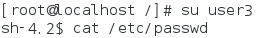 [root@localhost /]# su user3
sh-4.2$ cat /etc/passwd